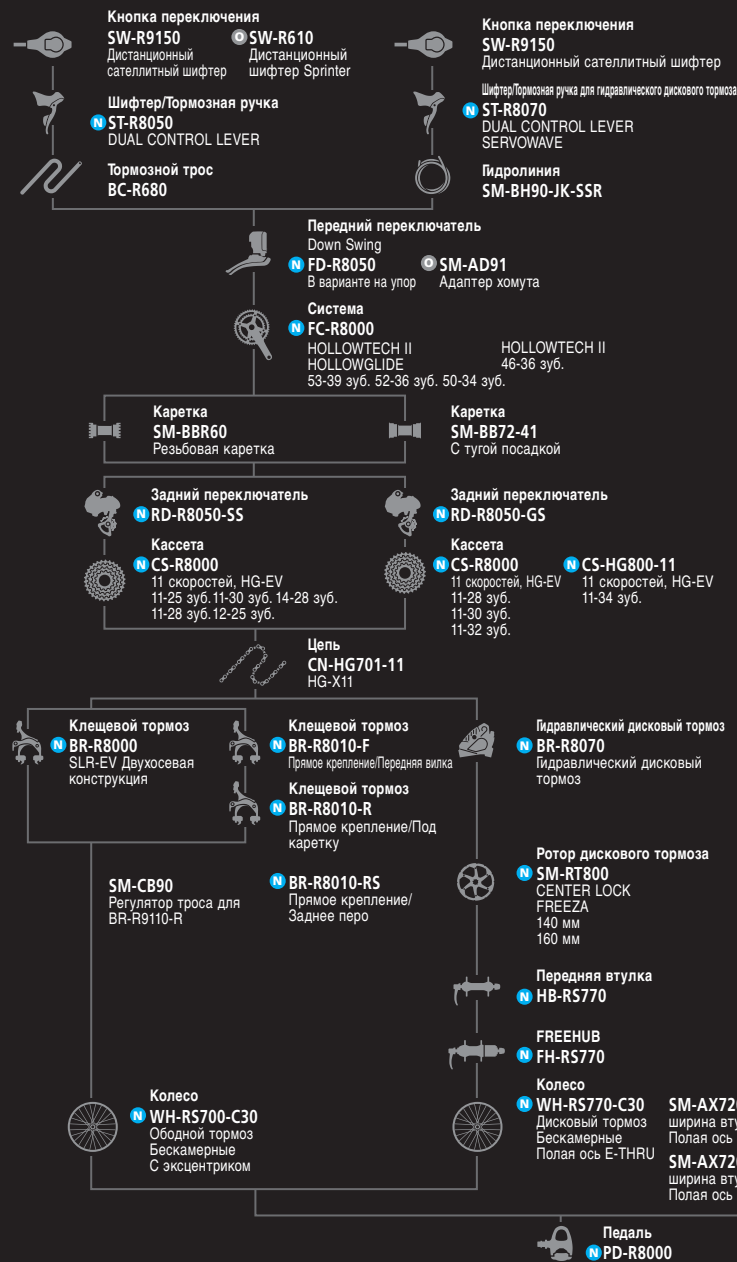 Кнопка переключения
SW-R9150
Дистанционный
сателлитный шифтер
O SW-R610
Дистанционный
шифтер Sprinter
Кнопка переключения
SW-R9150
Дистанционный сателлитный шифтер
Шифтер/Тормозная ручка
N ST-R8050
DUAL CONTROL LEVER
Шифтер/Тормозная ручка для гидравлического дискового тормоза
N ST-R8070
DUAL CONTROL LEVER
SERVOWAVE
Тормозной трос
BC-R680
Гидролиния
SM-BH90-JK-SSR
Передний переключатель
Down Swing
N FD-R8050
В варианте на упор
O SM-AD91
Адаптер хомута
Система
N FC-R8000
HOLLOWTECH II
HOLLOWGLIDE
53-39 зуб. 52-36 зуб. 50-34 зуб.
HOLLOWTECH II
46-36 зуб.
Каретка
SM-BBR60
Резьбовая каретка
Каретка
SM-BB72-41
С тугой посадкой
Задний переключатель
N RD-R8050-SS
Задний переключатель
N RD-R8050-GS
Кассета
N CS-R8000
11 скоростей, HG-EV
11-25 зуб. 11-30 зуб. 14-28 зуб.
11-28 зуб. 12-25 зуб.
Кассета
N CS-R8000
11 скоростей, HG-EV
11-28 зуб.
11-30 зуб.
11-32 зуб.
N CS-HG800-11
11 скоростей, HG-EV
11-34 зуб.
Цепь
CN-HG701-11
HG-X11
Клещевой тормоз
N BR-R8000
SLR-EV Двухосевая
конструкция
Клещевой тормоз
N BR-R8010-F
Прямое крепление/Передняя вилка
Клещевой тормоз
N BR-R8010-R
Прямое крепление/Под
каретку
Гидравлический дисковый тормоз
N BR-R8070
Гидравлический дисковый
тормоз
SM-CB90
Регулятор троса для
BR-R9110-R
N BR-R8010-RS
Прямое крепление/
Заднее перо
Ротор дискового тормоза
N SM-RT800
CENTER LOCK
FREEZA
140 мм
160 мм
Передняя втулка
N HB-RS770
FREEHUB
N FH-RS770
Колесо
N WH-RS700-C30
Ободной тормоз
Бескамерные
С эксцентриком
Колесо
N WH-RS770-C30
Дисковый тормоз
Бескамерные
Полая ось E-THRU
SM-AX720
ширина вту
Полая ось
SM-AX720
ширина вту
Полая ось
Педаль
N PD-R8000